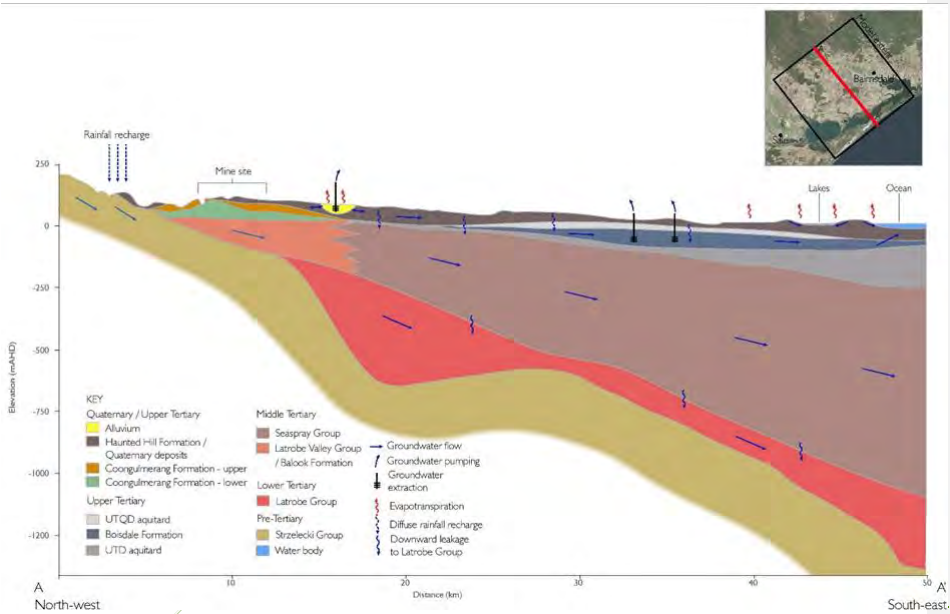 Model extent
Bairnsdale
Rainfall recharge
Mine site
Lakes
Ocean
250
0
-250
-500
-750
-1000
-1200
Elevation (mAHD)
KEY
Quaternary / Upper Tertiary
Alluvium
Haunted Hill Formation /
Quaternary deposits
Coongulmerang Formation - upper
Coongulmerang Formation - lower
Upper Tertiary
UTQD aquitard
Boisdale Formation
UTD aquitard
Middle Tertiary
Seaspray Group
Latrobe Valley Group
/ Balook Formation
Lower Tertiary
Latrobe Group
Pre-Tertiary
Strzelecki Group
Water body
Groundwater flow
Groundwater pumping
Groundwater
extraction
Evapotranspiration
Diffuse rainfall recharge
Downward leakage
to Latrobe Group
10
20
30
40
50
Distance (km)
A
North-west
A'
South-east